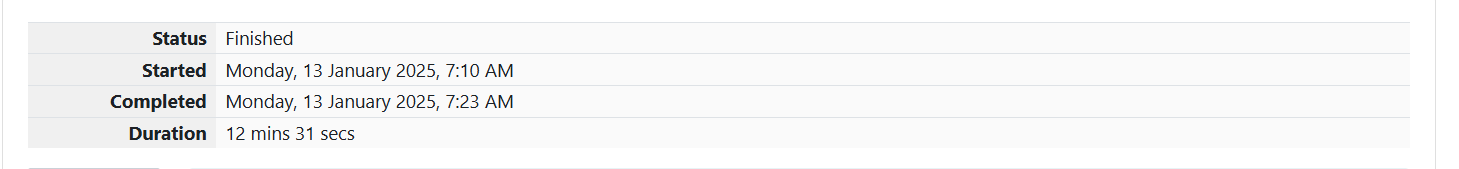 Status Finished
Started Monday, 13 January 2025, 7:10 AM
Completed Monday, 13 January 2025, 7:23 AM
Duration 12 mins 31 secs